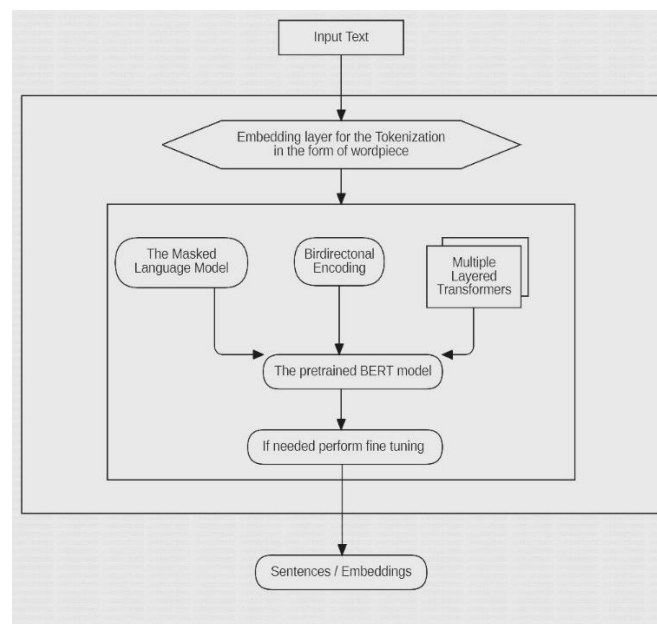 Input Text
Embedding layer for the Tokenization
in the form of wordpiece
The Masked
Language Model
Birdirectonal
Encoding
Multiple
Layered
Transformers
The pretrained BERT model
If needed perform fine tuning
Sentences / Embeddings